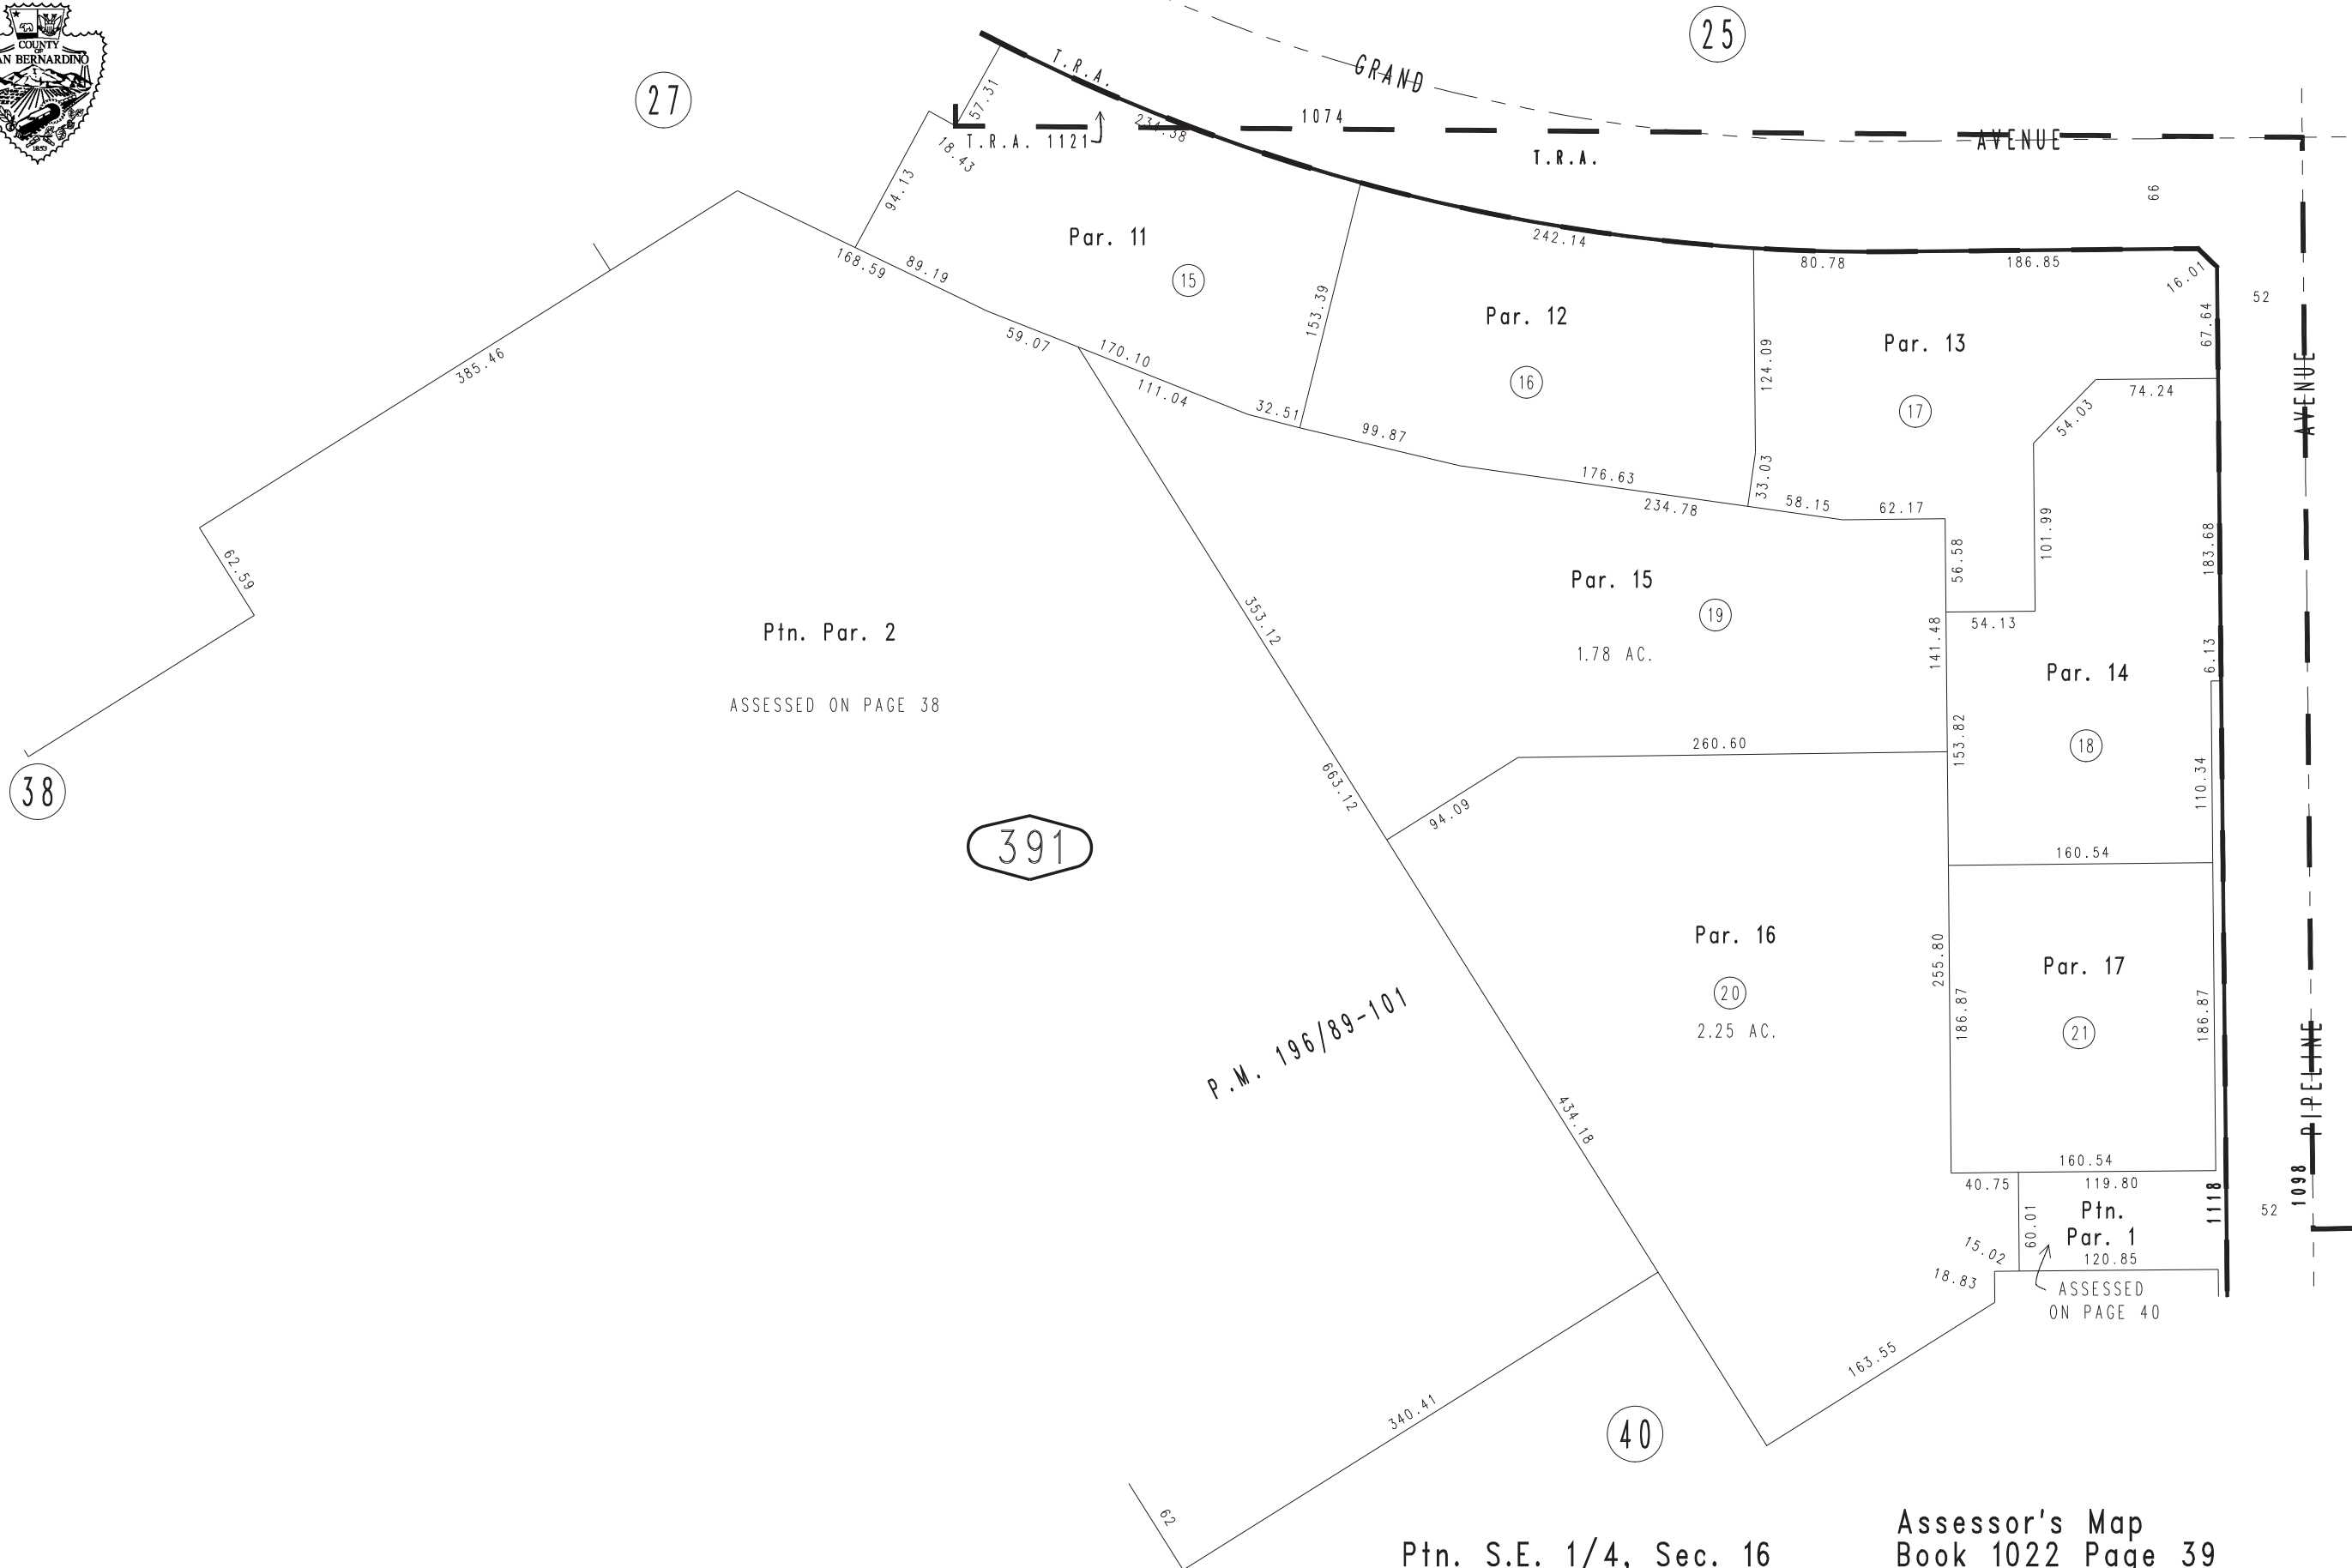 COUNTY
OF
AN BERNARDINO
1853
27
25
GRAND
AVENUE
T.R.A.
1074
T.R.A. 1121
T.R.A.
57.31
18.43
94.13
234.38
66
Par. 11
15
168.59
89.19
59.07
170.10
111.04
32.51
153.39
242.14
Par. 12
16
99.87
176.63
234.78
124.09
33.03
80.78
186.85
16.01
67.64
52
AVENUE
Par. 13
17
74.24
54.03
101.99
58.15
62.17
56.58
54.13
183.68
6.13
385.46
62.59
38
Ptn. Par. 2
ASSESSED ON PAGE 38
391
353.12
663.12
Par. 15
19
1.78 AC.
141.48
260.60
94.09
Par. 14
18
153.82
110.34
160.54
Par. 16
20
2.25 AC.
255.80
186.87
Par. 17
21
186.87
160.54
PIPELINE
1098
1118
52
P.M. 196/89-101
434.18
40.75
119.80
60.01
Ptn.
Par. 1
120.85
15.02
18.83
ASSESSED
ON PAGE 40
163.55
340.41
40
62
Ptn. S.E. 1/4, Sec. 16
Assessor's Map
Book 1022 Page 39